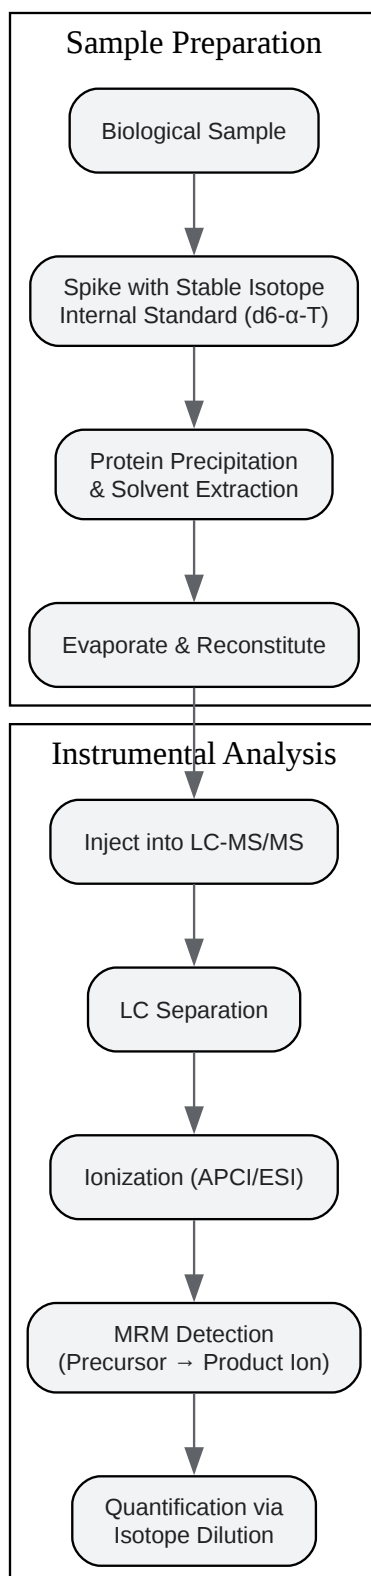 Sample Preparation
Biological Sample
Spike with Stable Isotope
Internal Standard (d6-α-T)
Protein Precipitation
& Solvent Extraction
Evaporate & Reconstitute
Instrumental Analysis
Inject into LC-MS/MS
LC Separation
Ionization (APCI/ESI)
MRM Detection
(Precursor → Product Ion)
Quantification via
Isotope Dilution